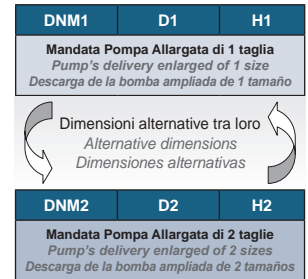 DNM1 D1 H1
Mandata Pompa Allargata di 1 taglia
Pump's delivery enlarged of 1 size
Descarga de la bomba ampliada de 1 tamaño
Dimensioni alternative tra loro
Alternative dimensions
Dimensiones alternativas
DNM2 D2 H2
Mandata Pompa Allargata di 2 taglie
Pump's delivery enlarged of 2 sizes
Descarga de la bomba ampliada de 2 tamaños